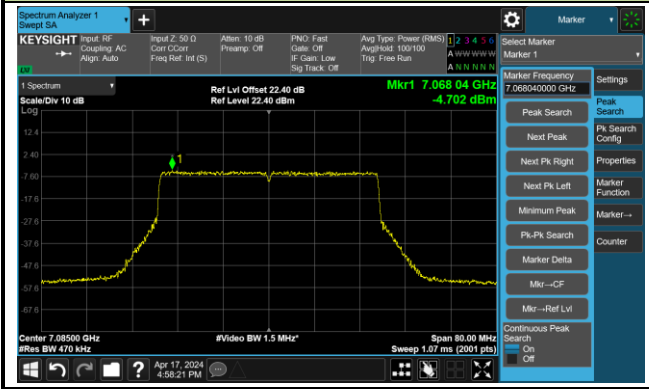 Spectrum Analyzer 1
Swept SA
+
Marker
KEYSIGHT
Input: RF
Coupling: AC
Align: Auto
Input Z: 50 Ω
Corr CCorr
Freq Ref: Int (S)
Atten: 10 dB
Preamp: Off
PNO: Fast
Gate: Off
IF Gain: Low
Sig Track: Off
Avg Type: Power (RMS)
Avg|Hold: 100/100
Trig: Free Run
1 2 3 4 5 6
A W W W W W
A N N N N N
LW
Select Marker
Marker 1
1 Spectrum
Scale/Div 10 dB
Log
Ref Lvl Offset 22.40 dB
Ref Level 22.40 dBm
Mkr1 7.068 04 GHz
-4.702 dBm
12.4
2.40
-7.60
-17.6
-27.6
-37.6
-47.6
-57.6
-67.6
1
Center 7.08500 GHz
#Res BW 470 kHz
#Video BW 1.5 MHz*
Span 80.00 MHz
Sweep 1.07 ms (2001 pts)
Marker Frequency
7.068040000 GHz
Peak Search
Next Peak
Next Pk Right
Next Pk Left
Minimum Peak
Pk-Pk Search
Marker Delta
Mkr→CF
Mkr→Ref Lvl
Continuous Peak
Search
On
Off
Settings
Peak
Search
Pk Search
Config
Properties
Marker
Function
Marker→
Counter
?
Apr 17, 2024
4:58:21 PM